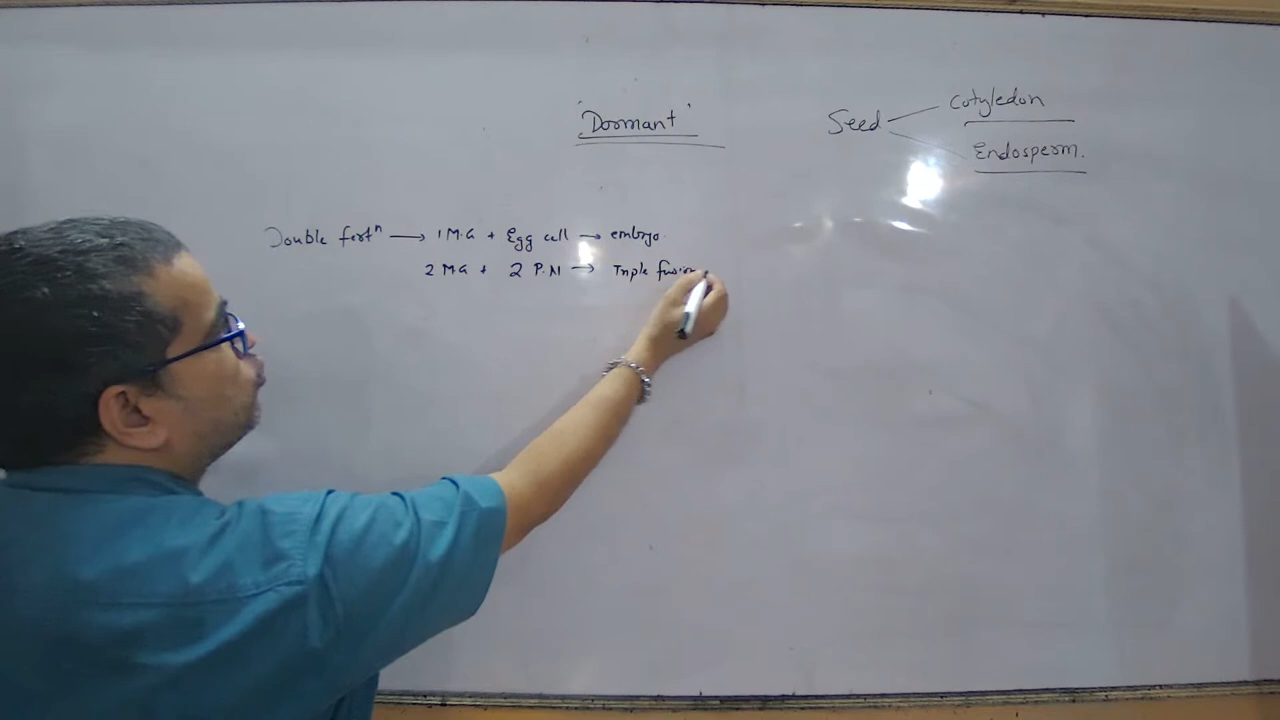 'Dormant'
Seed
Cotyledon
Endosperm.
Double fertⁿ → 1 M.G + Egg cell → embryo.
2 M.G + 2 P.N → Triple fusion